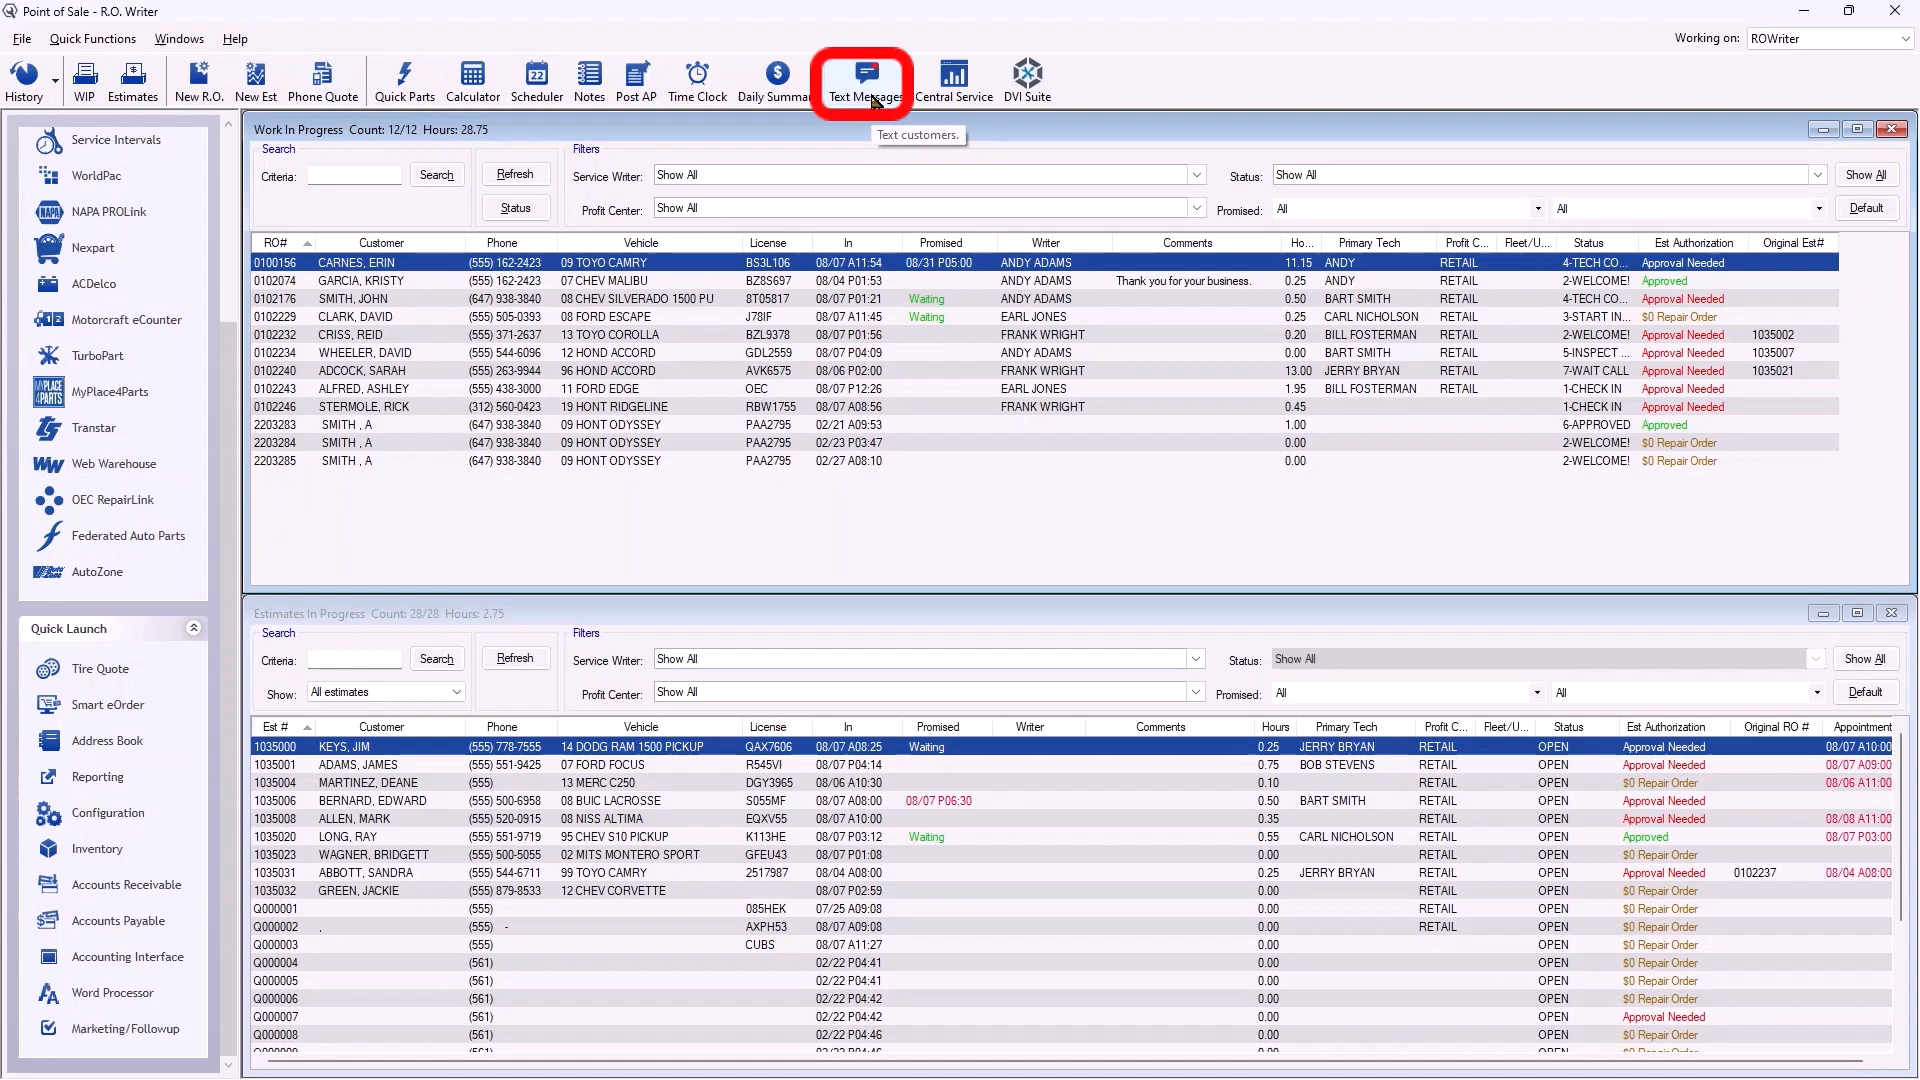 Point of Sale - R.O. Writer
File Quick Functions Windows Help Working on: ROWriter
History WIP Estimates New R.O. New Est Phone Quote Quick Parts Calculator Scheduler Notes Post AP Time Clock Daily Summar Text Messages Central Service DVI Suite
Text customers.
Service Intervals
WorldPac
NAPA PROLink
Nexpart
ACDelco
Motorcraft eCounter
TurboPart
MyPlace4Parts
Transtar
Web Warehouse
OEC RepairLink
Federated Auto Parts
AutoZone
Quick Launch
Tire Quote
Smart eOrder
Address Book
Reporting
Configuration
Inventory
Accounts Receivable
Accounts Payable
Accounting Interface
Word Processor
Marketing/Followup
Work In Progress Count: 12/12 Hours: 28.75
Search Filters
Criteria: Search Refresh Service Writer: Show All Status: Show All Show All
Status Profit Center: Show All Promised: All All Default
RO# Customer Phone Vehicle License In Promised Writer Comments Ho... Primary Tech Profit C... Fleet/U... Status Est Authorization Original Est#
0100156 CARNES, ERIN (555) 162-2423 09 TOYO CAMRY BS3L106 08/07 A11:54 08/31 P05:00 ANDY ADAMS 11.15 ANDY RETAIL 4-TECH CO... Approval Needed
0102074 GARCIA, KRISTY (555) 162-2423 07 CHEV MALIBU BZ8S697 08/04 P01:53 ANDY ADAMS Thank you for your business. 0.25 ANDY RETAIL 2-WELCOME! Approved
0102176 SMITH, JOHN (647) 938-3840 08 CHEV SILVERADO 1500 PU 8T05817 08/07 P01:21 Waiting ANDY ADAMS 0.50 BART SMITH RETAIL 4-TECH CO... Approval Needed
0102229 CLARK, DAVID (555) 505-0393 08 FORD ESCAPE J78IF 08/07 A11:45 Waiting EARL JONES 0.25 CARL NICHOLSON RETAIL 3-START IN... $0 Repair Order
0102232 CRISS, REID (555) 371-2637 13 TOYO COROLLA BZL9378 08/07 P01:56 FRANK WRIGHT 0.20 BILL FOSTERMAN RETAIL 2-WELCOME! Approval Needed 1035002
0102234 WHEELER, DAVID (555) 544-6096 12 HOND ACCORD GDL2559 08/07 P04:09 ANDY ADAMS 0.00 BART SMITH RETAIL 5-INSPECT ... Approval Needed 1035007
0102240 ADCOCK, SARAH (555) 263-9944 96 HOND ACCORD AVK6575 08/06 P02:00 FRANK WRIGHT 13.00 JERRY BRYAN RETAIL 7-WAIT CALL Approval Needed 1035021
0102243 ALFRED, ASHLEY (555) 438-3000 11 FORD EDGE OEC 08/07 P12:26 EARL JONES 1.95 BILL FOSTERMAN RETAIL 1-CHECK IN Approval Needed
0102246 STERMOLE, RICK (312) 560-0423 19 HONT RIDGELINE RBW1755 08/07 A08:56 FRANK WRIGHT 0.45 1-CHECK IN Approval Needed
2203283 SMITH , A (647) 938-3840 09 HONT ODYSSEY PAA2795 02/21 A09:53 1.00 6-APPROVED Approved
2203284 SMITH , A (647) 938-3840 09 HONT ODYSSEY PAA2795 02/23 P03:47 0.00 2-WELCOME! $0 Repair Order
2203285 SMITH , A (647) 938-3840 09 HONT ODYSSEY PAA2795 02/27 A08:10 0.00 2-WELCOME! $0 Repair Order
Estimates In Progress Count: 28/28 Hours: 2.75
Search Filters
Criteria: Search Refresh Service Writer: Show All Status: Show All Show All
Show: All estimates Profit Center: Show All Promised: All All Default
Est # Customer Phone Vehicle License In Promised Writer Comments Hours Primary Tech Profit C... Fleet/U... Status Est Authorization Original RO # Appointment
1035000 KEYS, JIM (555) 778-7555 14 DODG RAM 1500 PICKUP QAX7606 08/07 A08:25 Waiting 0.25 JERRY BRYAN RETAIL OPEN Approval Needed 08/07 A10:00
1035001 ADAMS, JAMES (555) 551-9425 07 FORD FOCUS R545VI 08/07 P04:14 0.75 BOB STEVENS RETAIL OPEN Approval Needed 08/07 A09:00
1035004 MARTINEZ, DEANE (555) 13 MERC C250 DGY3965 08/06 A10:30 0.10 RETAIL OPEN $0 Repair Order 08/06 A11:00
1035006 BERNARD, EDWARD (555) 500-6958 08 BUIC LACROSSE S055MF 08/07 A08:00 08/07 P06:30 0.50 BART SMITH RETAIL OPEN Approval Needed
1035008 ALLEN, MARK (555) 520-0915 08 NISS ALTIMA EQXV55 08/07 A10:00 0.35 RETAIL OPEN Approval Needed 08/08 A11:00
1035020 LONG, RAY (555) 551-9719 95 CHEV S10 PICKUP K113HE 08/07 P03:12 Waiting 0.55 CARL NICHOLSON RETAIL OPEN Approved 08/07 P03:00
1035023 WAGNER, BRIDGETT (555) 500-5055 02 MITS MONTERO SPORT GFEU43 08/07 P01:08 0.00 RETAIL OPEN $0 Repair Order
1035031 ABBOTT, SANDRA (555) 544-6711 99 TOYO CAMRY 2517987 08/04 A08:00 0.25 JERRY BRYAN RETAIL OPEN Approval Needed 0102237 08/04 A08:00
1035032 GREEN, JACKIE (555) 879-8533 12 CHEV CORVETTE 08/07 P02:59 0.00 RETAIL OPEN $0 Repair Order
Q000001 (555) 085HEK 07/25 A09:08 0.00 RETAIL OPEN $0 Repair Order
Q000002 , (555) - AXPH53 08/07 A09:08 0.00 RETAIL OPEN $0 Repair Order
Q000003 (555) CUBS 08/07 A11:27 0.00 OPEN $0 Repair Order
Q000004 (561) 02/22 P04:41 0.00 OPEN $0 Repair Order
Q000005 (561) 02/22 P04:41 0.00 OPEN $0 Repair Order
Q000006 (561) 02/22 P04:42 0.00 OPEN $0 Repair Order
Q000007 (561) 02/22 P04:42 0.00 OPEN Approval Needed
Q000008 (561) 02/22 P04:46 0.00 OPEN $0 Repair Order